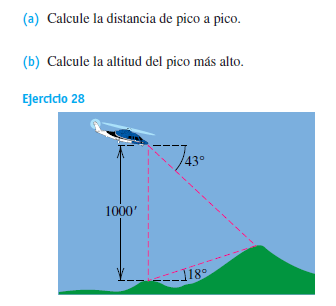 (a) Calcule la distancia de pico a pico.
(b) Calcule la altitud del pico más alto.
Ejercicio 28
43°
1000′
18°